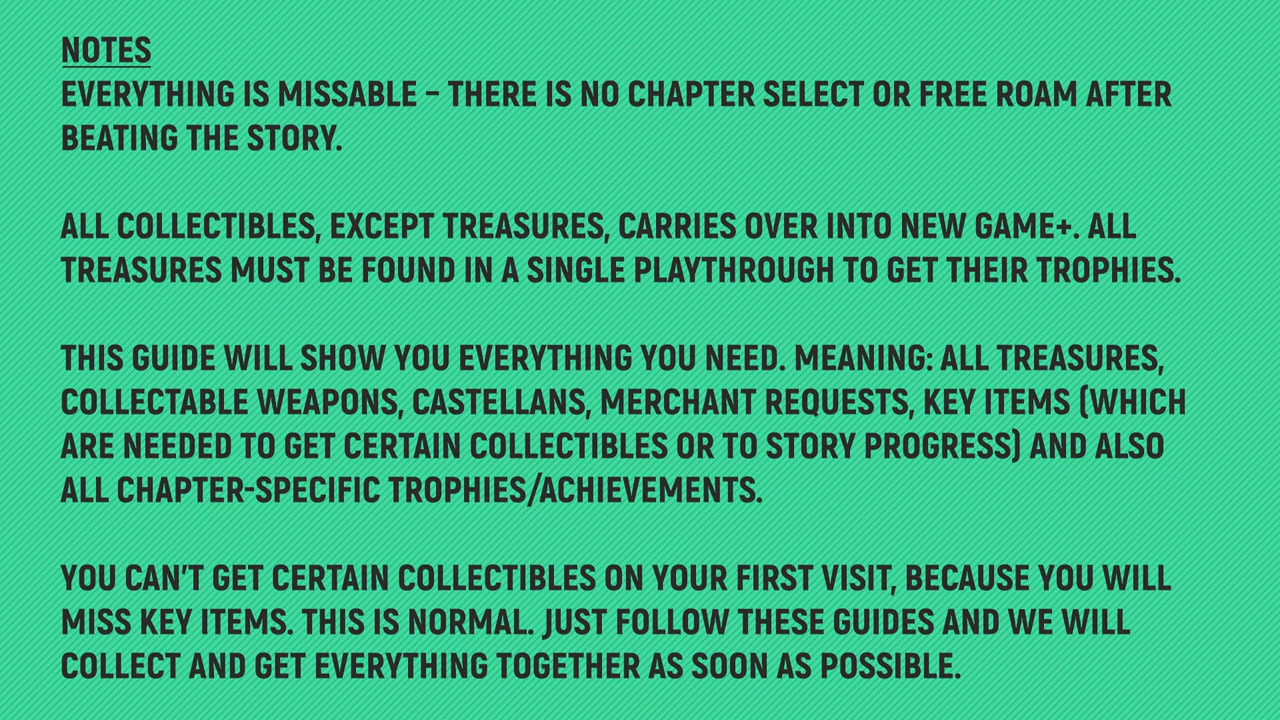 NOTES
EVERYTHING IS MISSABLE – THERE IS NO CHAPTER SELECT OR FREE ROAM AFTER
BEATING THE STORY.
ALL COLLECTIBLES, EXCEPT TREASURES, CARRIES OVER INTO NEW GAME+. ALL
TREASURES MUST BE FOUND IN A SINGLE PLAYTHROUGH TO GET THEIR TROPHIES.
THIS GUIDE WILL SHOW YOU EVERYTHING YOU NEED. MEANING: ALL TREASURES,
COLLECTABLE WEAPONS, CASTELLANS, MERCHANT REQUESTS, KEY ITEMS (WHICH
ARE NEEDED TO GET CERTAIN COLLECTIBLES OR TO STORY PROGRESS) AND ALSO
ALL CHAPTER-SPECIFIC TROPHIES/ACHIEVEMENTS.
YOU CAN'T GET CERTAIN COLLECTIBLES ON YOUR FIRST VISIT, BECAUSE YOU WILL
MISS KEY ITEMS. THIS IS NORMAL. JUST FOLLOW THESE GUIDES AND WE WILL
COLLECT AND GET EVERYTHING TOGETHER AS SOON AS POSSIBLE.